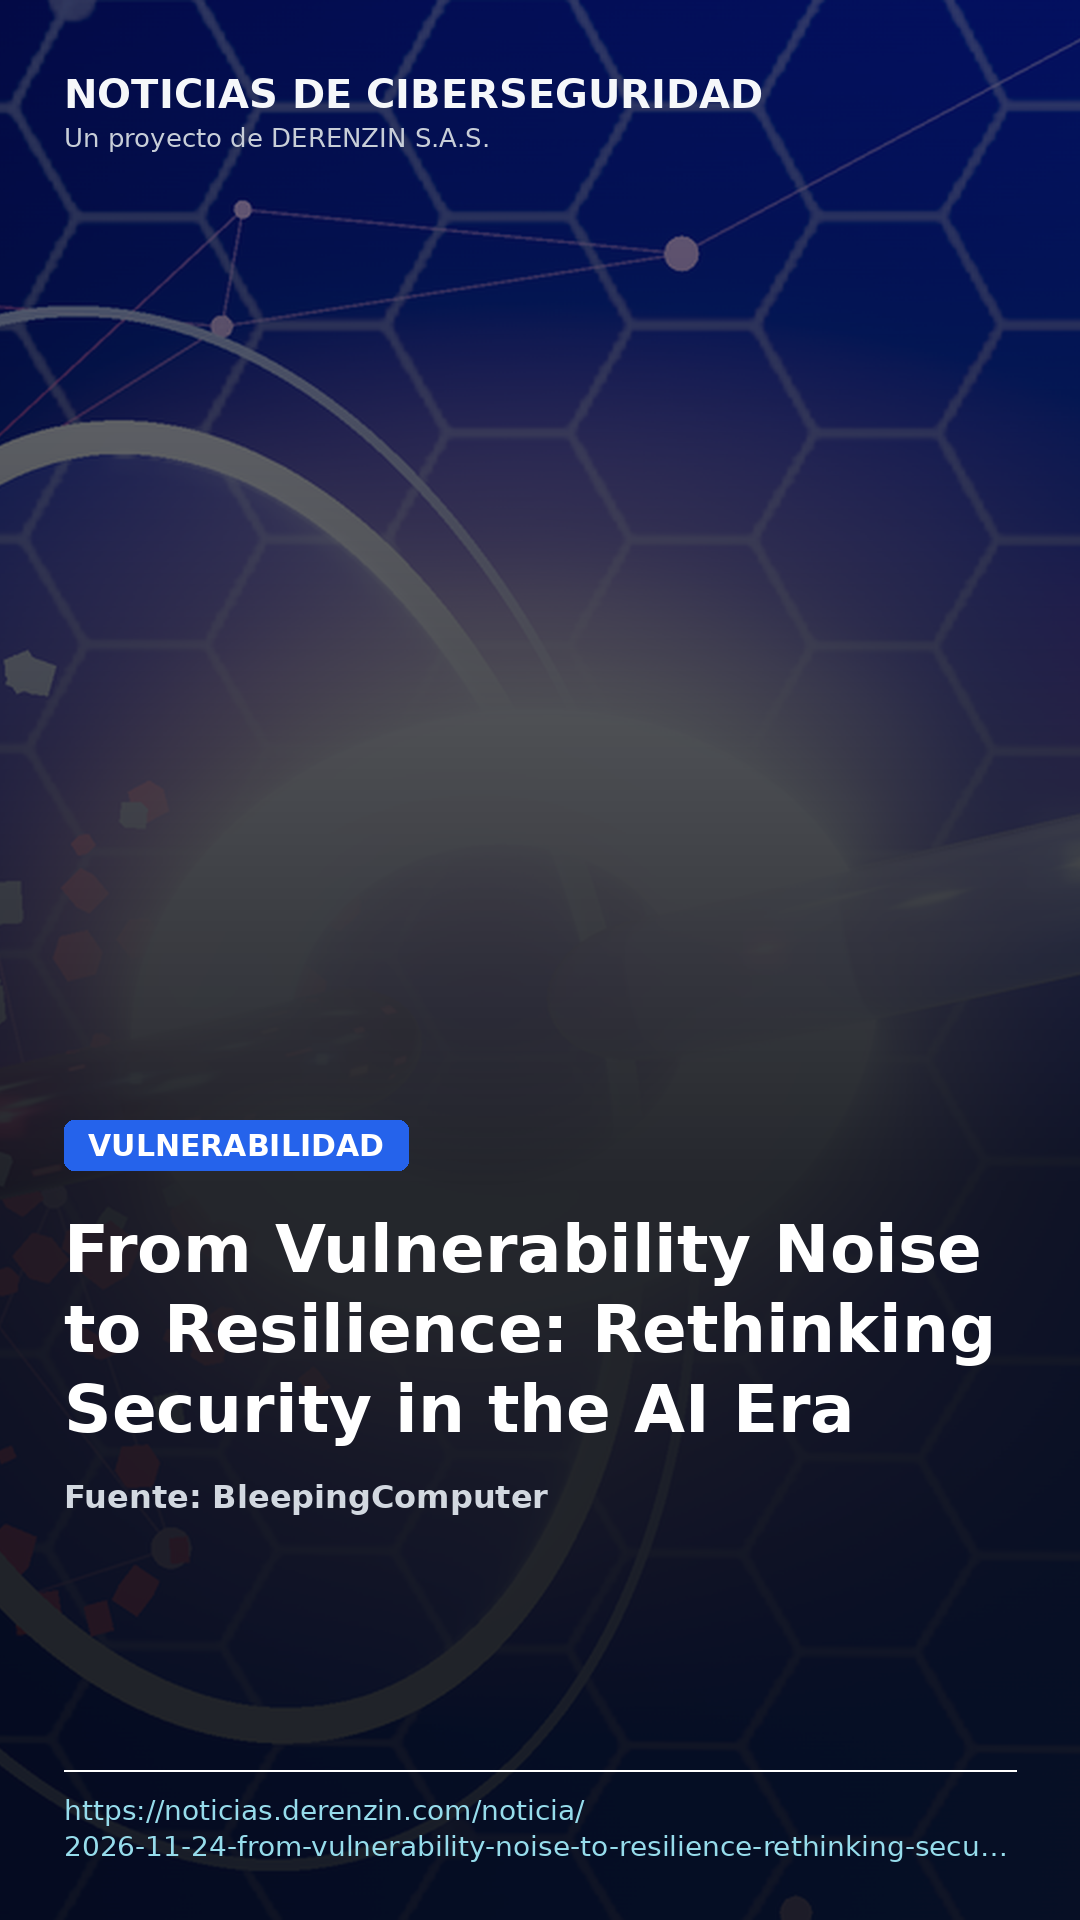 NOTICIAS DE CIBERSEGURIDAD
Un proyecto de DERENZIN S.A.S.
VULNERABILIDAD
From Vulnerability Noise
to Resilience: Rethinking
Security in the AI Era
Fuente: BleepingComputer
https://noticias.derenzin.com/noticia/
2026-11-24-from-vulnerability-noise-to-resilience-rethinking-secu…